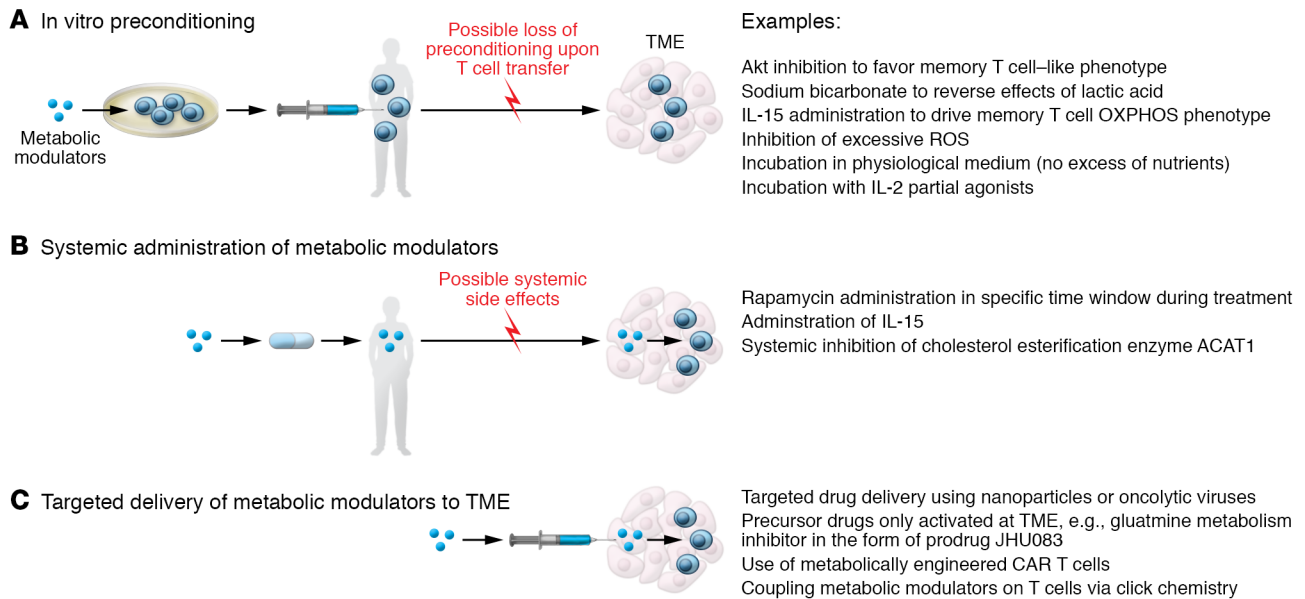 A In vitro preconditioning
Possible loss of
preconditioning upon
T cell transfer
TME
Metabolic
modulators
Examples:
Akt inhibition to favor memory T cell–like phenotype
Sodium bicarbonate to reverse effects of lactic acid
IL-15 administration to drive memory T cell OXPHOS phenotype
Inhibition of excessive ROS
Incubation in physiological medium (no excess of nutrients)
Incubation with IL-2 partial agonists
B Systemic administration of metabolic modulators
Possible systemic
side effects
Rapamycin administration in specific time window during treatment
Adminstration of IL-15
Systemic inhibition of cholesterol esterification enzyme ACAT1
C Targeted delivery of metabolic modulators to TME
Targeted drug delivery using nanoparticles or oncolytic viruses
Precursor drugs only activated at TME, e.g., gluatmine metabolism
inhibitor in the form of prodrug JHU083
Use of metabolically engineered CAR T cells
Coupling metabolic modulators on T cells via click chemistry